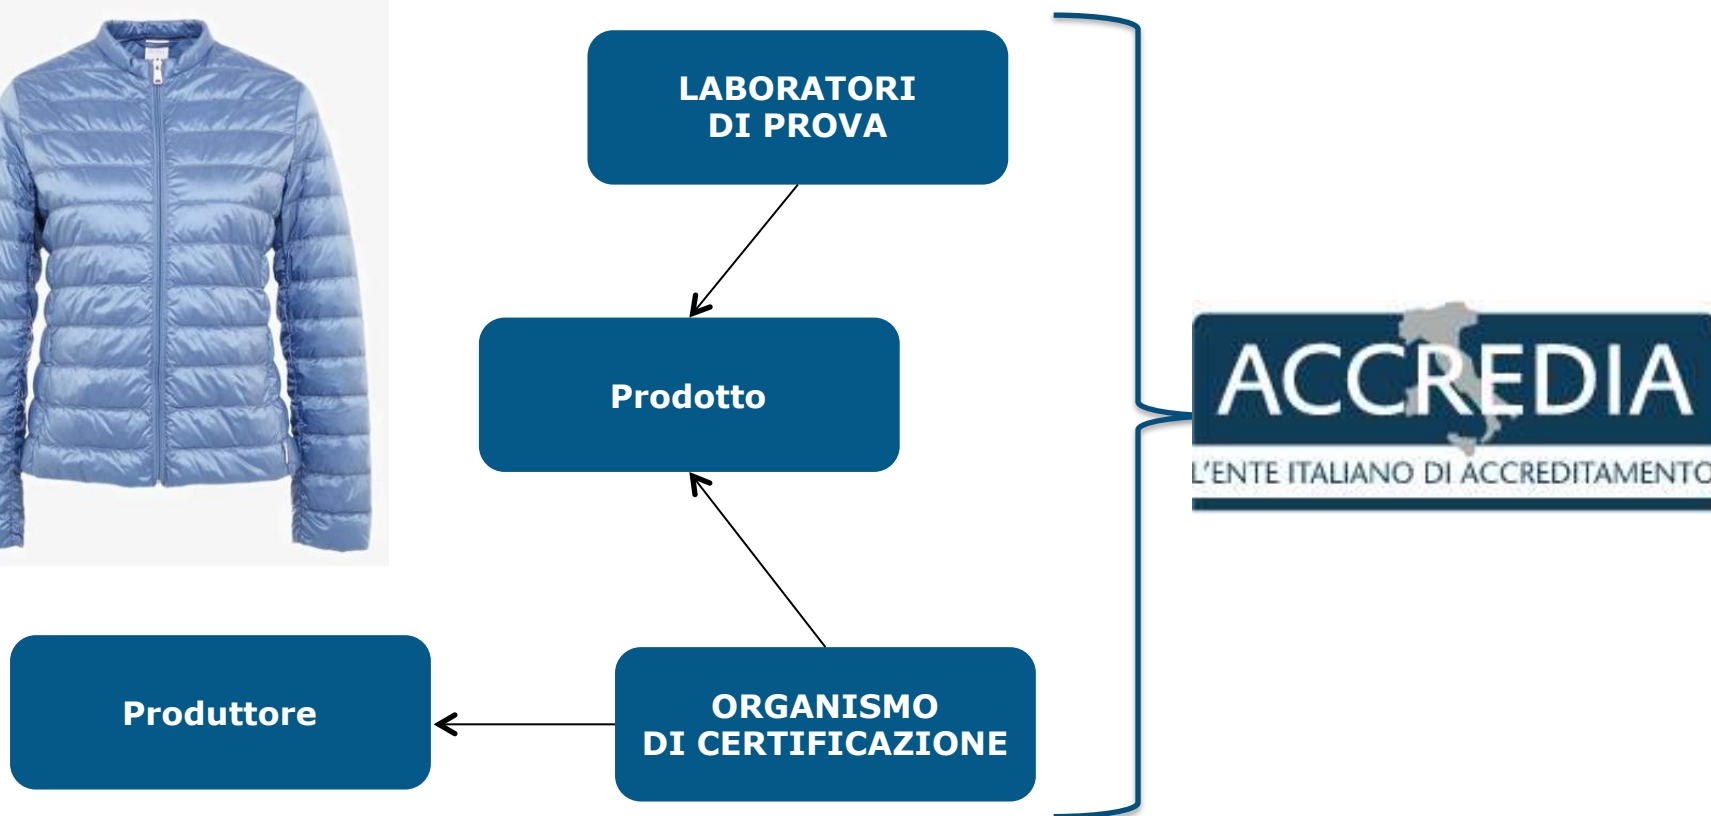 LABORATORI
DI PROVA
Prodotto
ACCREDIA
L'ENTE ITALIANO DI ACCREDITAMENTO
Produttore
ORGANISMO
DI CERTIFICAZIONE